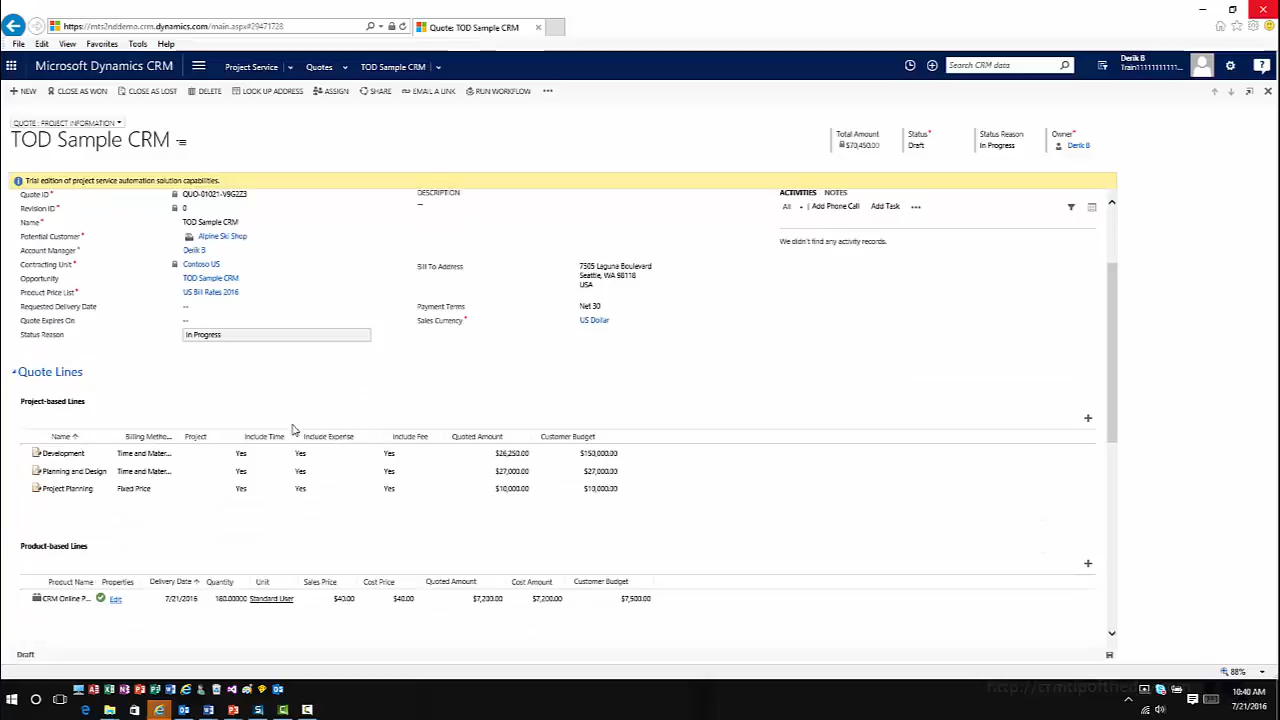 https://mts2nddemo.crm.dynamics.com/main.aspx#29471728
Quote: TOD Sample CRM
File Edit View Favorites Tools Help
Microsoft Dynamics CRM
Project Service
Quotes
TOD Sample CRM
Search CRM data
Derik B
Train11111111...
NEW
CLOSE AS WON
CLOSE AS LOST
DELETE
LOOK UP ADDRESS
ASSIGN
SHARE
EMAIL A LINK
RUN WORKFLOW
QUOTE : PROJECT INFORMATION
TOD Sample CRM
Total Amount
$70,450.00
Status*
Draft
Status Reason
In Progress
Owner*
Derik B
Trial edition of project service automation solution capabilities.
Quote ID* QUO-01021-V9G2Z3
Revision ID* 0
Name* TOD Sample CRM
Potential Customer* Alpine Ski Shop
Account Manager* Derik B
Contracting Unit* Contoso US
Opportunity TOD Sample CRM
Product Price List* US Bill Rates 2016
Requested Delivery Date --
Quote Expires On --
Status Reason In Progress
DESCRIPTION
--
Bill To Address 7305 Laguna Boulevard
Seattle, WA 98118
USA
Payment Terms Net 30
Sales Currency* US Dollar
ACTIVITIES NOTES
All Add Phone Call Add Task ...
We didn't find any activity records.
Quote Lines
Project-based Lines
Name Billing Metho... Project Include Time Include Expense Include Fee Quoted Amount Customer Budget
Development Time and Mater... Yes Yes Yes $26,250.00 $150,000.00
Planning and Design Time and Mater... Yes Yes Yes $27,000.00 $27,000.00
Project Planning Fixed Price Yes Yes Yes $10,000.00 $10,000.00
Product-based Lines
Product Name Properties Delivery Date Quantity Unit Sales Price Cost Price Quoted Amount Cost Amount Customer Budget
CRM Online P... Edit 7/21/2016 180.00000 Standard User $40.00 $40.00 $7,200.00 $7,200.00 $7,500.00
Draft
88%
10:40 AM
7/21/2016